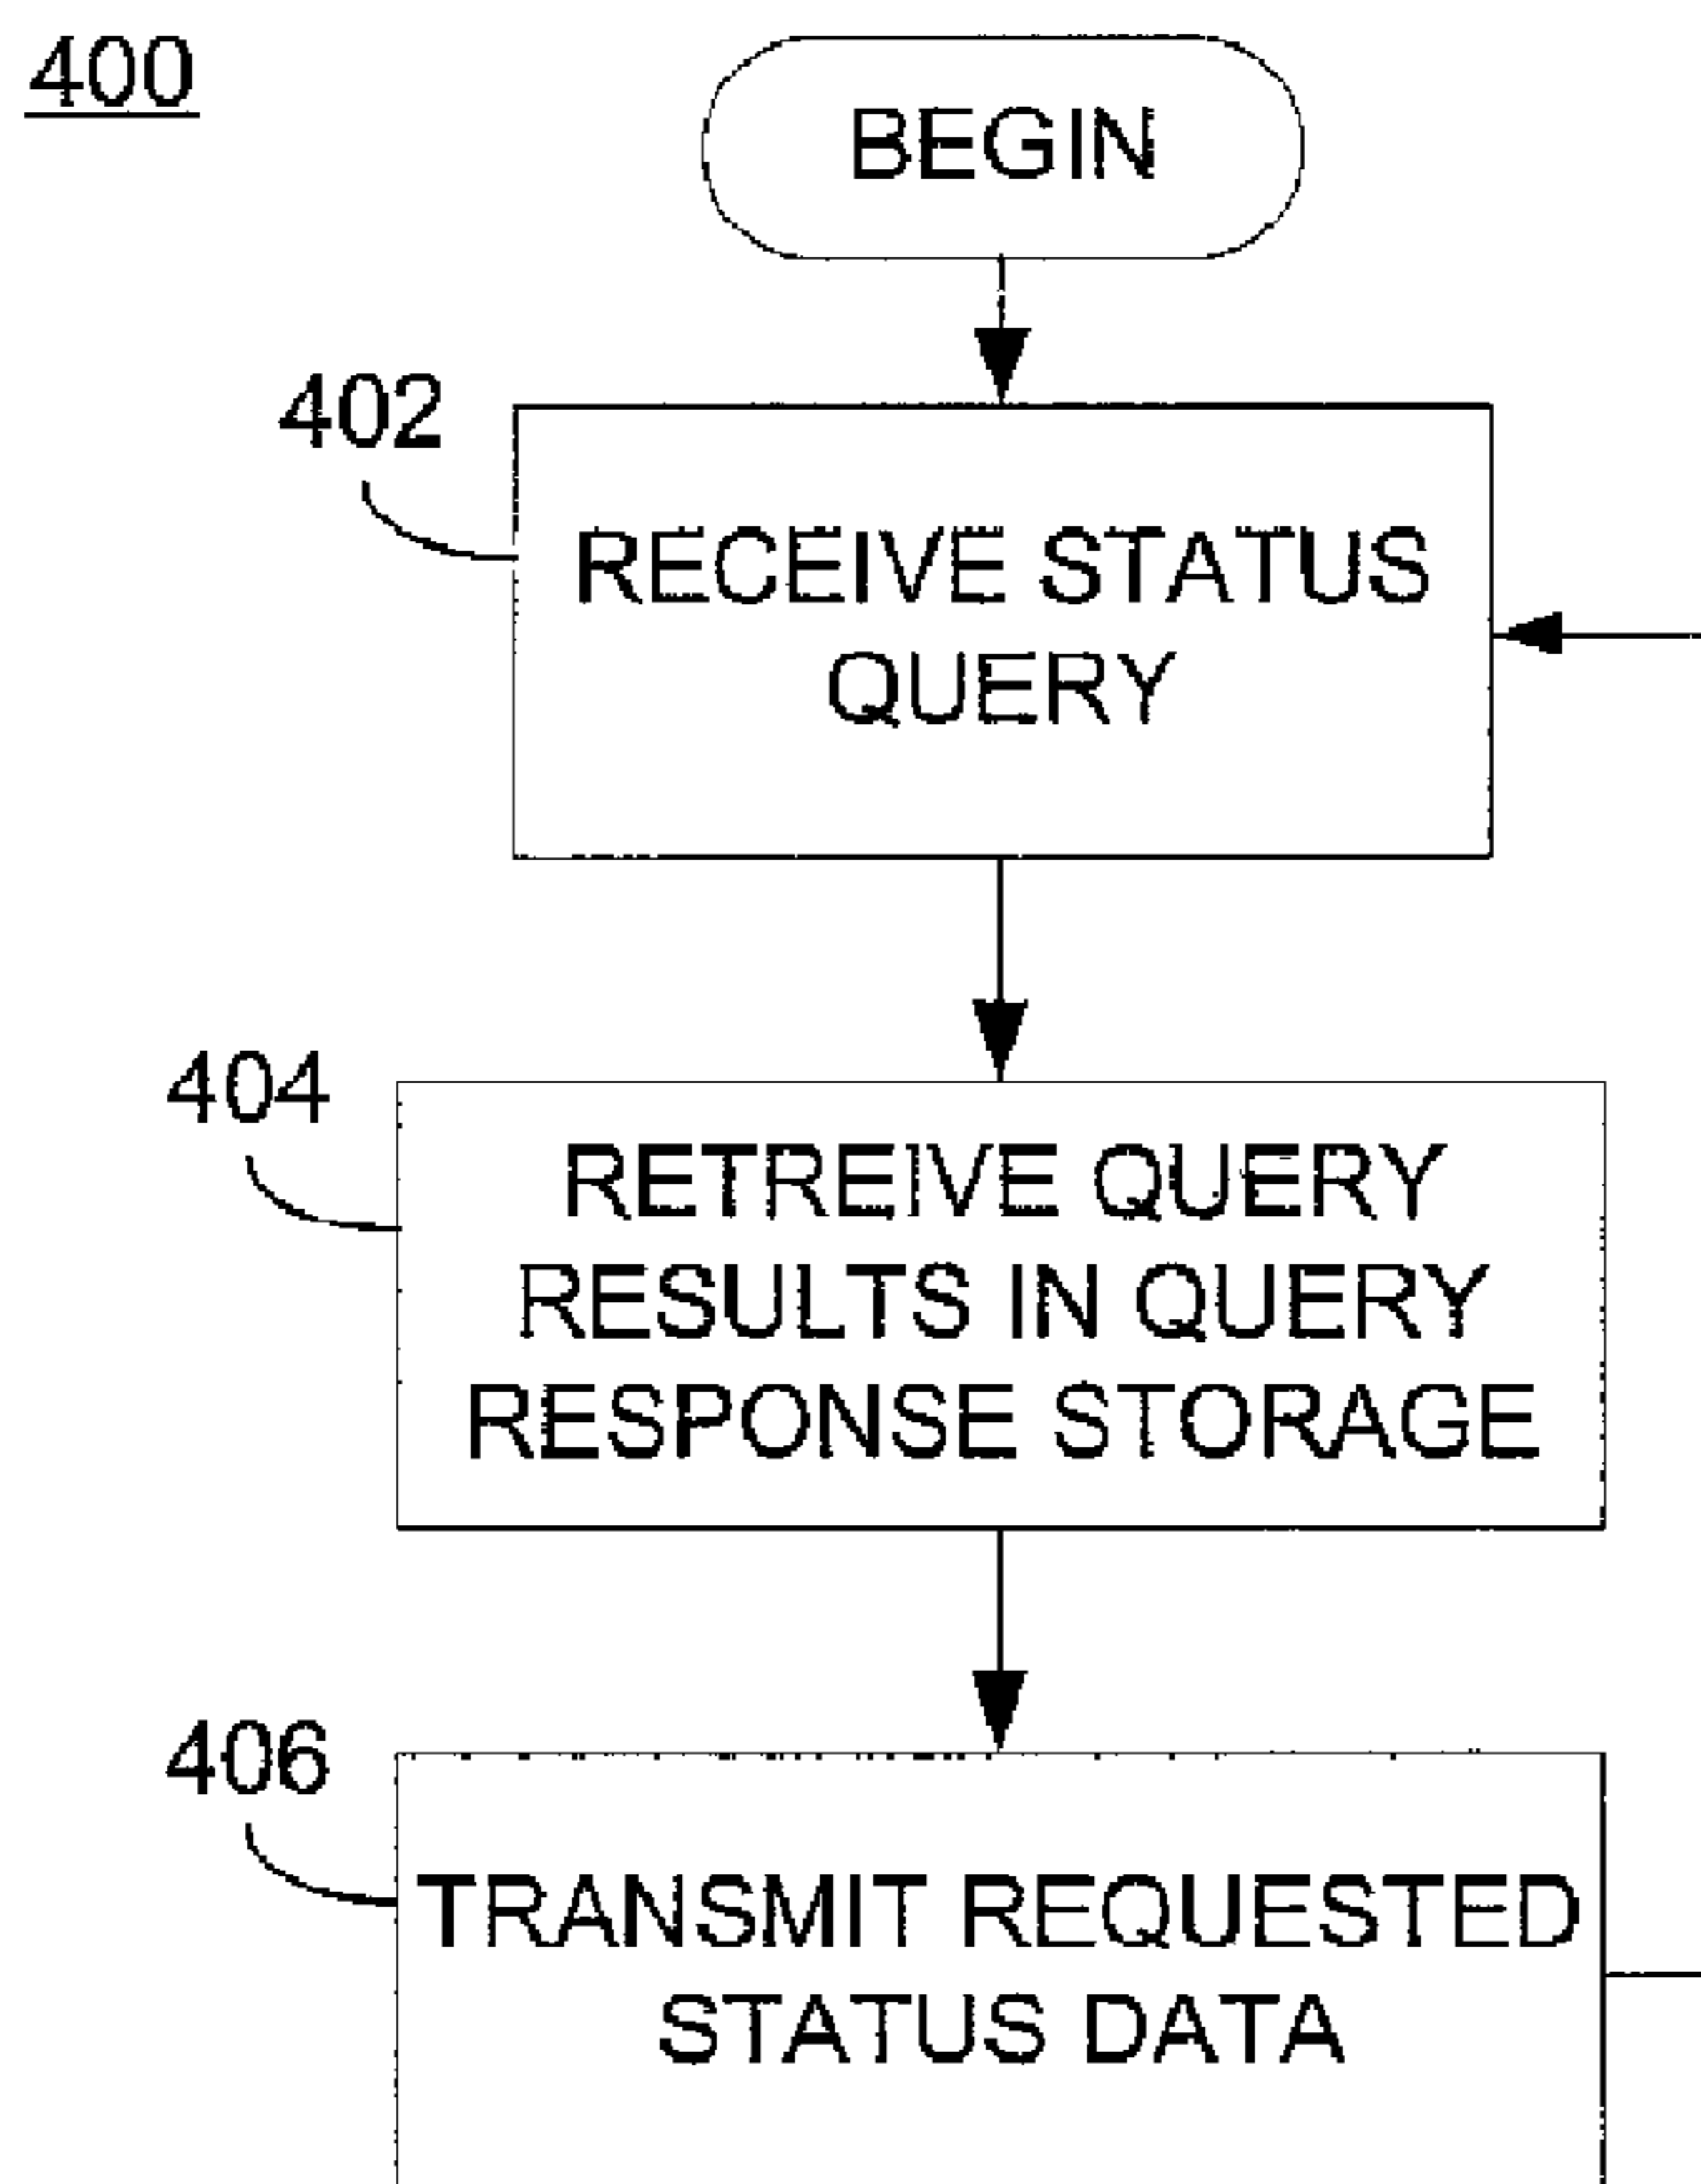 400
BEGIN
402
RECEIVE STATUS
QUERY
404
RETREIVE QUERY
RESULTS IN QUERY
RESPONSE STORAGE
406
TRANSMIT REQUESTED
STATUS DATA